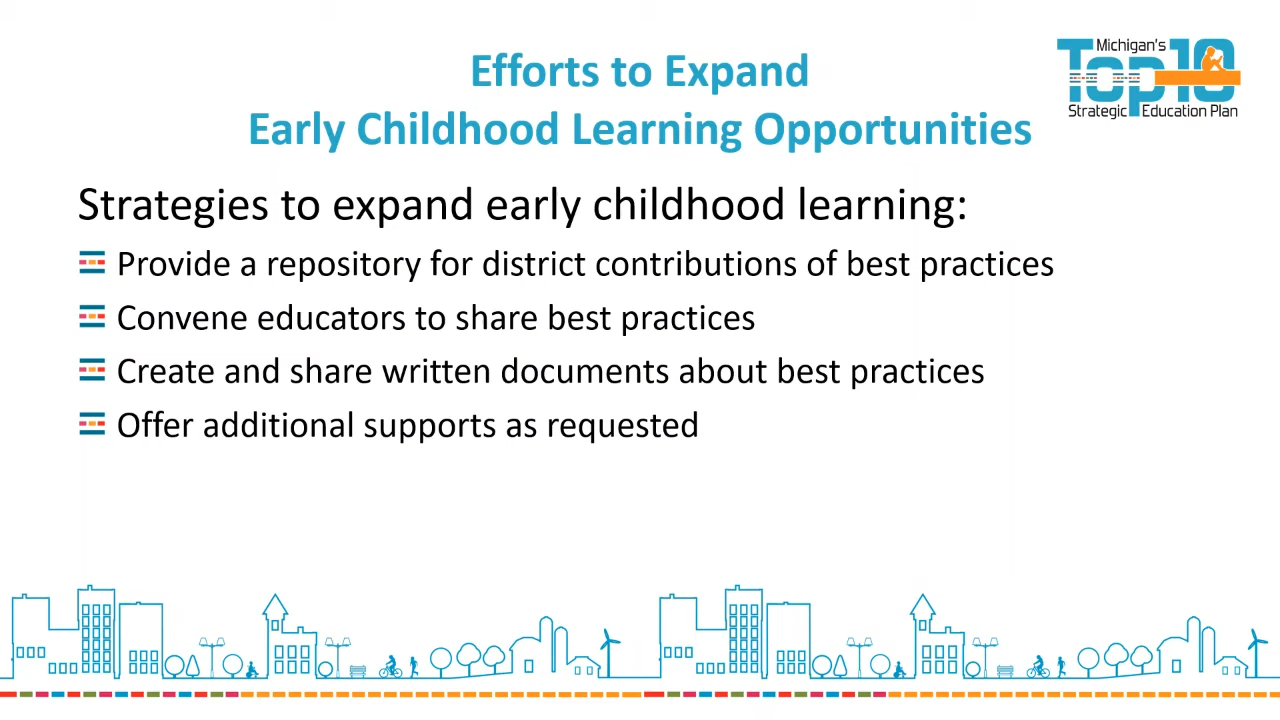 Efforts to Expand
Early Childhood Learning Opportunities
Michigan's
Top10
Strategic Education Plan
Strategies to expand early childhood learning:
Provide a repository for district contributions of best practices
Convene educators to share best practices
Create and share written documents about best practices
Offer additional supports as requested